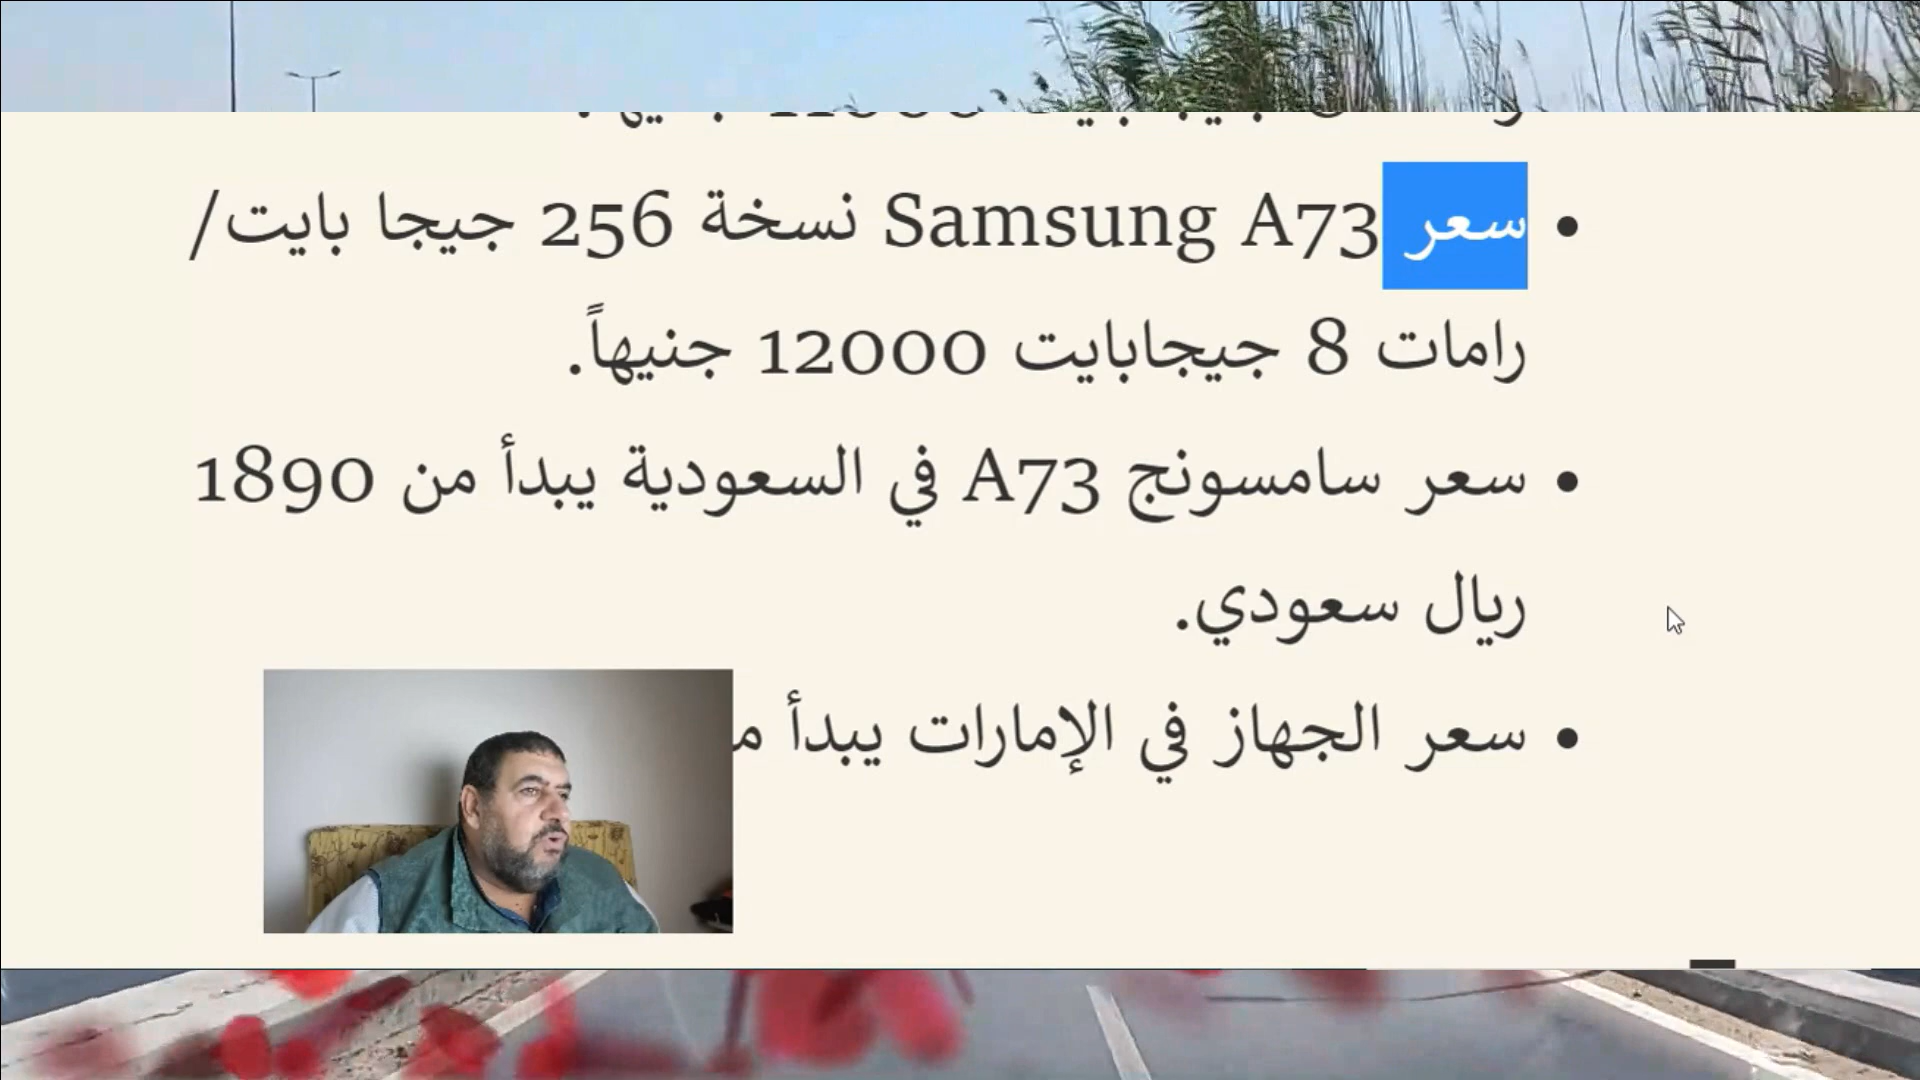 سعر Samsung A73 نسخة 256 جيجا بايت/
رامات 8 جيجابايت 12000 جنيهاً.
سعر سامسونج A73 في السعودية يبدأ من 1890
ريال سعودي.
سعر الجهاز في الإمارات يبدأ